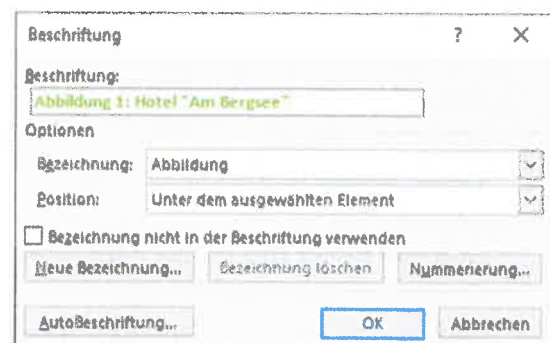 Beschriftung ? ×
Beschriftung:
Abbildung 1: Hotel "Am Bergsee"
Optionen
Bezeichnung: Abbildung
Position: Unter dem ausgewählten Element
Bezeichnung nicht in der Beschriftung verwenden
Neue Bezeichnung... Bezeichnung löschen Nummerierung...
AutoBeschriftung... OK Abbrechen